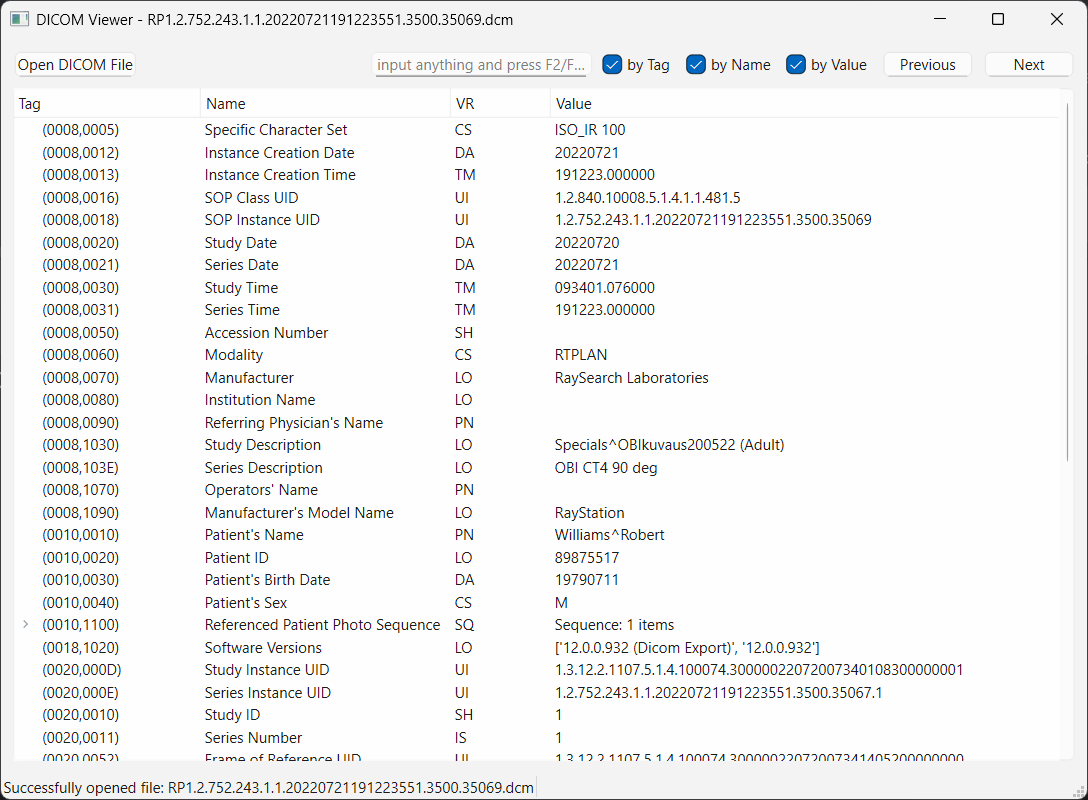 DICOM Viewer - RP1.2.752.243.1.1.20220721191223551.3500.35069.dcm
Open DICOM File input anything and press F2/F... by Tag by Name by Value Previous Next
Tag Name VR Value
(0008,0005) Specific Character Set CS ISO_IR 100
(0008,0012) Instance Creation Date DA 20220721
(0008,0013) Instance Creation Time TM 191223.000000
(0008,0016) SOP Class UID UI 1.2.840.10008.5.1.4.1.1.481.5
(0008,0018) SOP Instance UID UI 1.2.752.243.1.1.20220721191223551.3500.35069
(0008,0020) Study Date DA 20220720
(0008,0021) Series Date DA 20220721
(0008,0030) Study Time TM 093401.076000
(0008,0031) Series Time TM 191223.000000
(0008,0050) Accession Number SH
(0008,0060) Modality CS RTPLAN
(0008,0070) Manufacturer LO RaySearch Laboratories
(0008,0080) Institution Name LO
(0008,0090) Referring Physician's Name PN
(0008,1030) Study Description LO Specials^OBIkuvaus200522 (Adult)
(0008,103E) Series Description LO OBI CT4 90 deg
(0008,1070) Operators' Name PN
(0008,1090) Manufacturer's Model Name LO RayStation
(0010,0010) Patient's Name PN Williams^Robert
(0010,0020) Patient ID LO 89875517
(0010,0030) Patient's Birth Date DA 19790711
(0010,0040) Patient's Sex CS M
(0010,1100) Referenced Patient Photo Sequence SQ Sequence: 1 items
(0018,1020) Software Versions LO ['12.0.0.932 (Dicom Export)', '12.0.0.932']
(0020,000D) Study Instance UID UI 1.3.12.2.1107.5.1.4.100074.30000022072007340108300000001
(0020,000E) Series Instance UID UI 1.2.752.243.1.1.20220721191223551.3500.35067.1
(0020,0010) Study ID SH 1
(0020,0011) Series Number IS 1
(0020,0052) Frame of Reference UID UI
Successfully opened file: RP1.2.752.243.1.1.20220721191223551.3500.35069.dcm